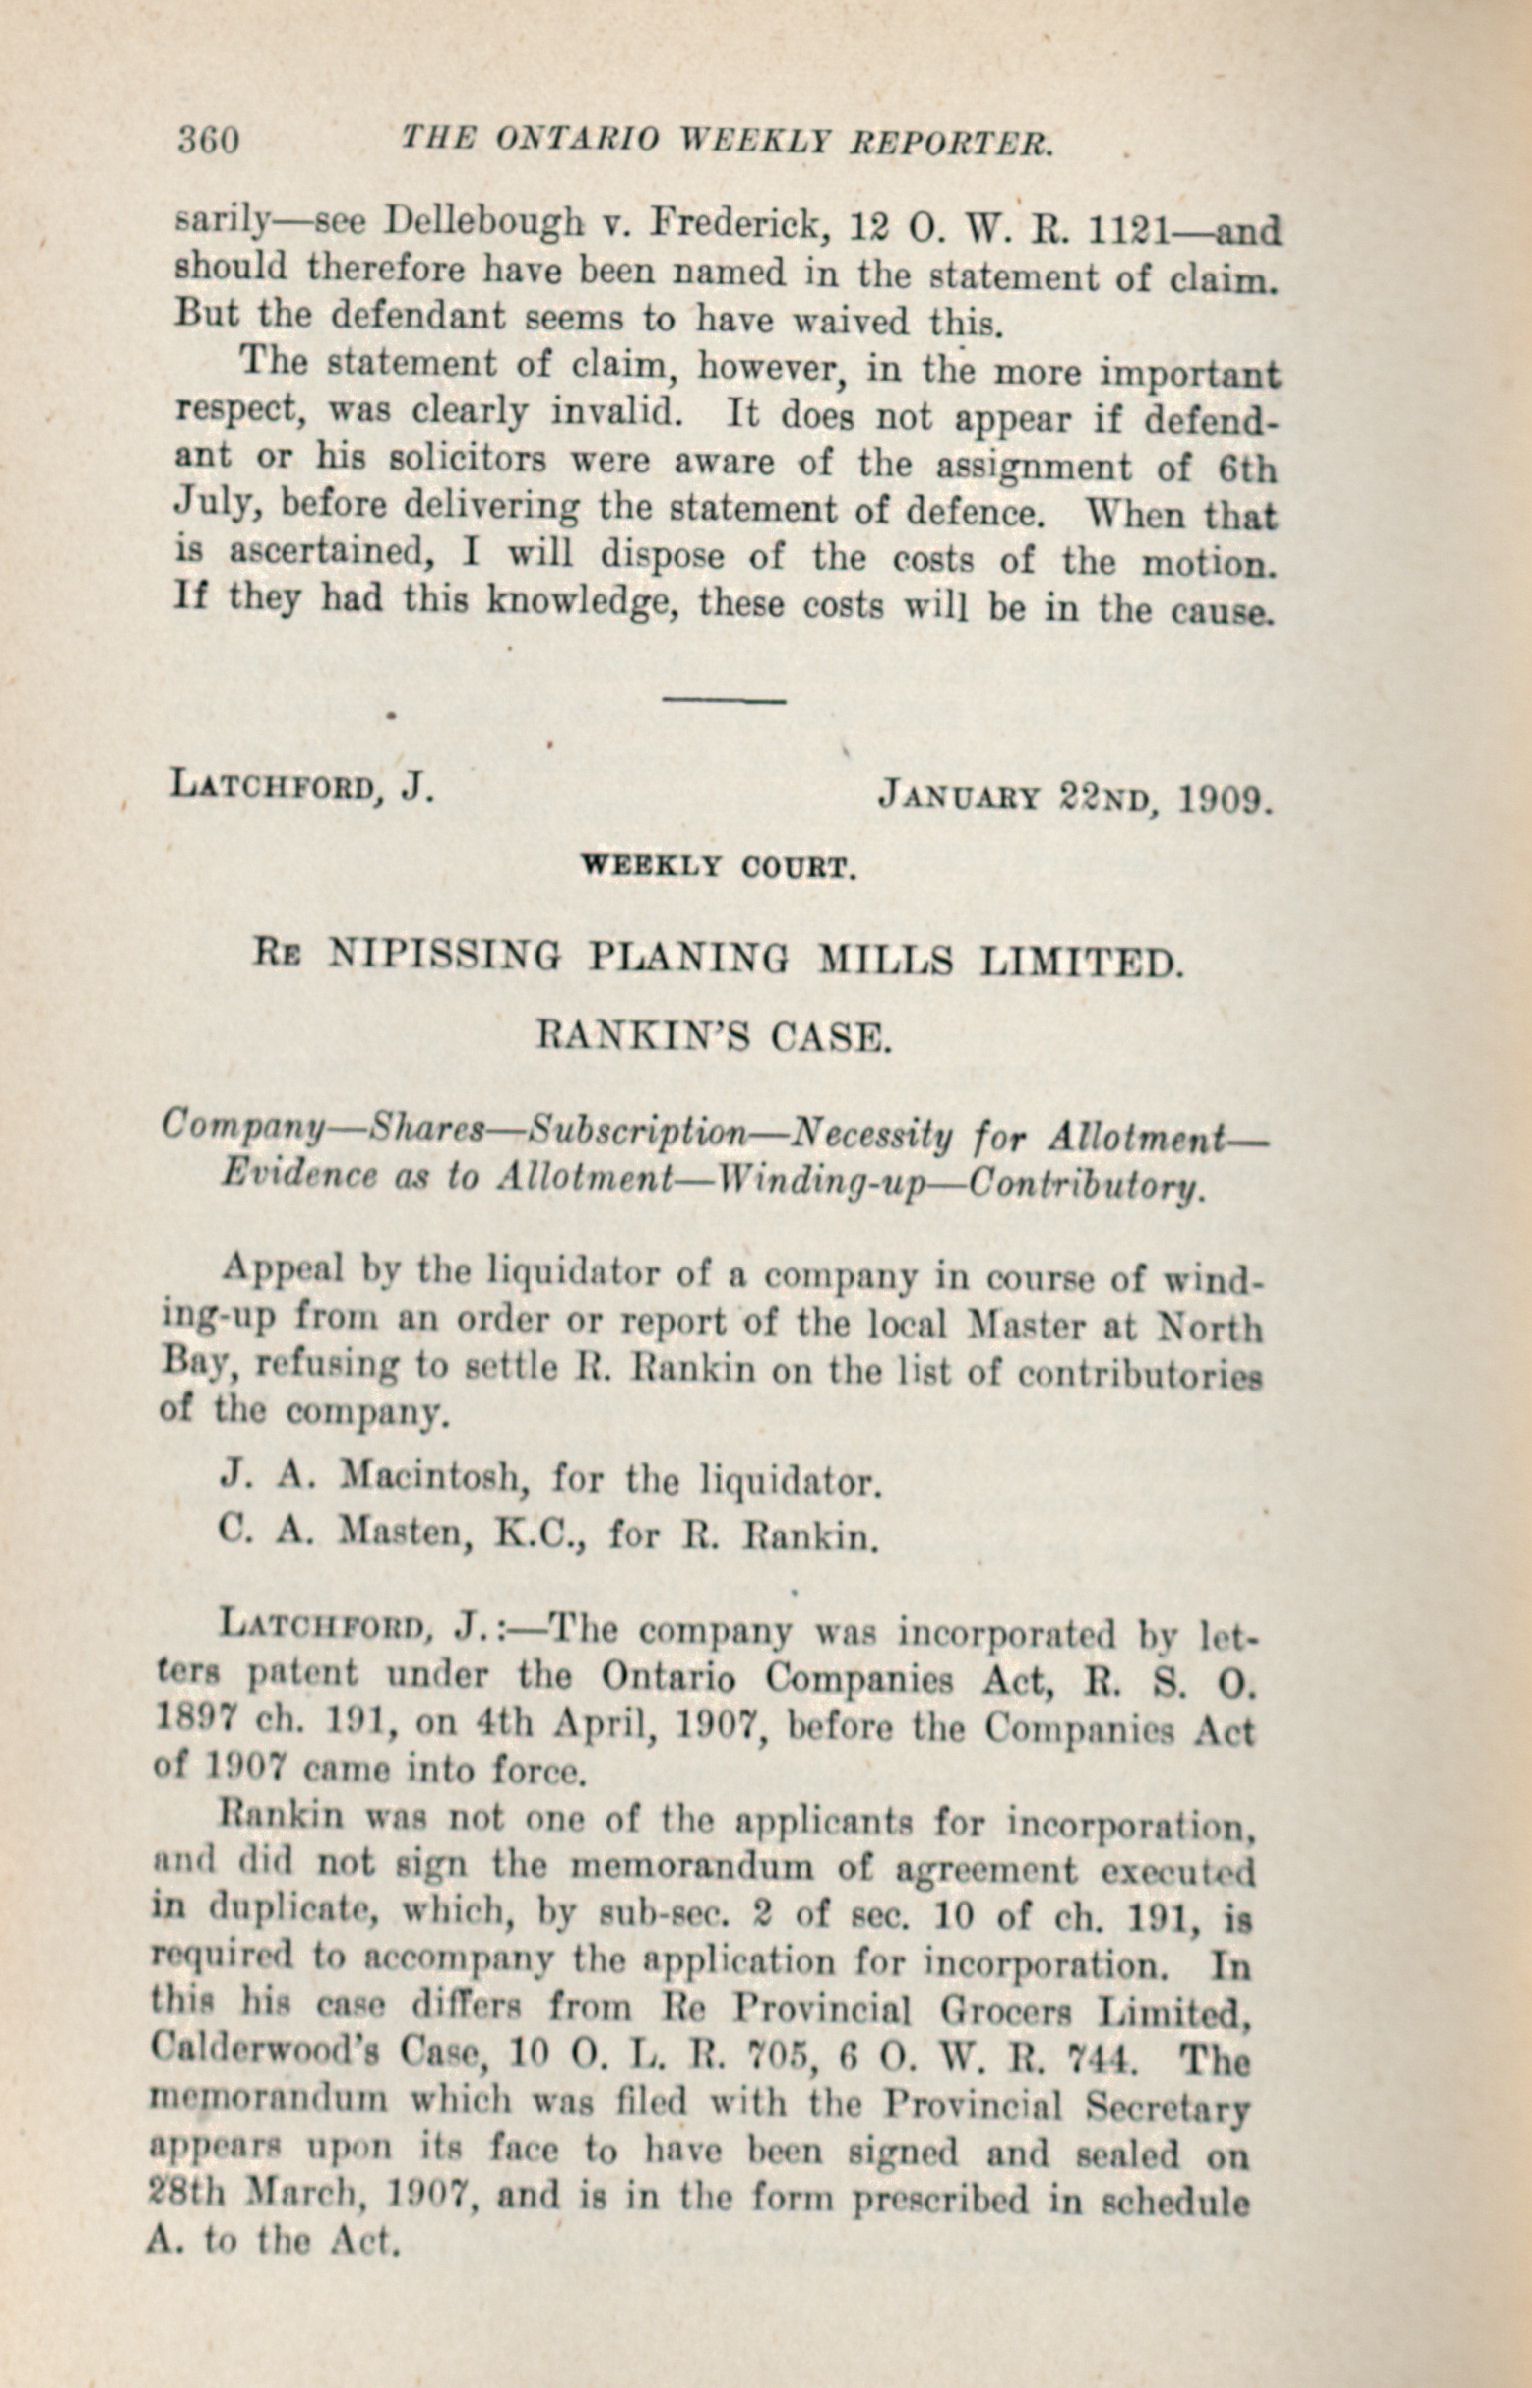 360 THE ONTARIO WEEKLY REPORTER.
sarily—see Dellebough v. Frederick, 12 O. W. R. 1121—and
should therefore have been named in the statement of claim.
But the defendant seems to have waived this.
The statement of claim, however, in the more important
respect, was clearly invalid. It does not appear if defend-
ant or his solicitors were aware of the assignment of 6th
July, before delivering the statement of defence. When that
is ascertained, I will dispose of the costs of the motion.
If they had this knowledge, these costs will be in the cause.
LATCHFORD, J. JANUARY 22ND, 1909.
WEEKLY COURT.
RE NIPISSING PLANING MILLS LIMITED.
RANKIN'S CASE.
Company—Shares—Subscription—Necessity for Allotment—
Evidence as to Allotment—Winding-up—Contributory.
Appeal by the liquidator of a company in course of wind-
ing-up from an order or report of the local Master at North
Bay, refusing to settle R. Rankin on the list of contributories
of the company.
J. A. Macintosh, for the liquidator.
C. A. Masten, K.C., for R. Rankin.
LATCHFORD, J.:—The company was incorporated by let-
ters patent under the Ontario Companies Act, R. S. O.
1897 ch. 191, on 4th April, 1907, before the Companies Act
of 1907 came into force.
Rankin was not one of the applicants for incorporation,
and did not sign the memorandum of agreement executed
in duplicate, which, by sub-sec. 2 of sec. 10 of ch. 191, is
required to accompany the application for incorporation. In
this his case differs from Re Provincial Grocers Limited,
Calderwood's Case, 10 O. L. R. 705, 6 O. W. R. 744. The
memorandum which was filed with the Provincial Secretary
appears upon its face to have been signed and sealed on
28th March, 1907, and is in the form prescribed in schedule
A. to the Act.